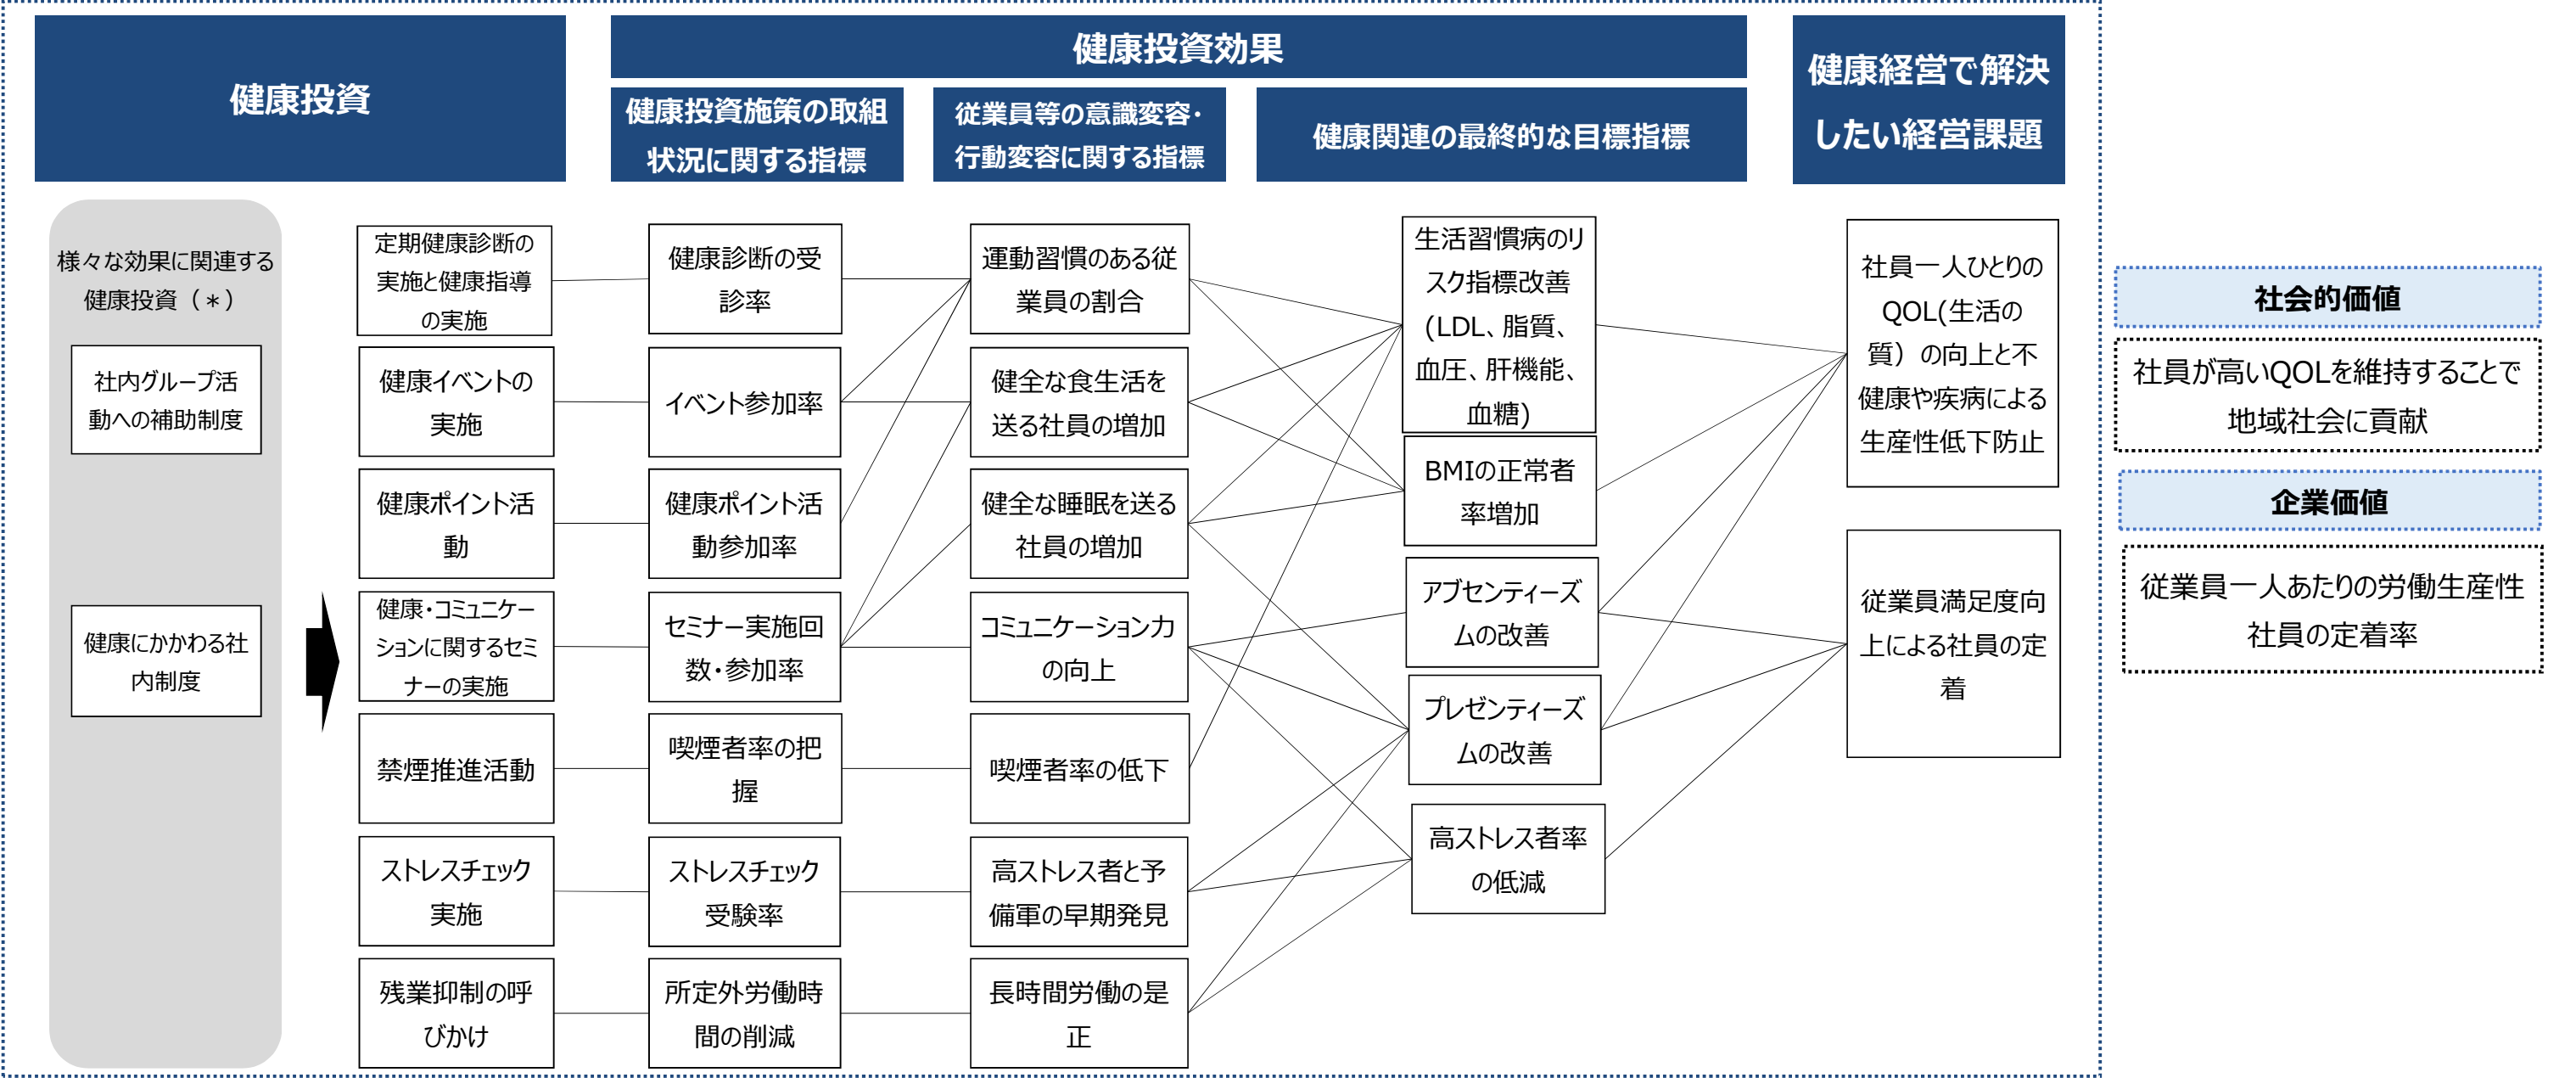 健康投資
健康投資効果
健康経営で解決
したい経営課題
健康投資施策の取組
状況に関する指標
従業員等の意識変容・
行動変容に関する指標
健康関連の最終的な目標指標
様々な効果に関連する
健康投資（＊）
社内グループ活
動への補助制度
健康にかかわる社
内制度
定期健康診断の
実施と健康指導
の実施
健康イベントの
実施
健康ポイント活
動
健康・コミュニケー
ションに関するセミ
ナーの実施
禁煙推進活動
ストレスチェック
実施
残業抑制の呼
びかけ
健康診断の受
診率
イベント参加率
健康ポイント活
動参加率
セミナー実施回
数・参加率
喫煙者率の把
握
ストレスチェック
受験率
所定外労働時
間の削減
運動習慣のある従
業員の割合
健全な食生活を
送る社員の増加
健全な睡眠を送る
社員の増加
コミュニケーション力
の向上
喫煙者率の低下
高ストレス者と予
備軍の早期発見
長時間労働の是
正
生活習慣病のリ
スク指標改善
(LDL、脂質、
血圧、肝機能、
血糖)
BMIの正常者
率増加
アブセンティーズ
ムの改善
プレゼンティーズ
ムの改善
高ストレス者率
の低減
社員一人ひとりの
QOL(生活の
質）の向上と不
健康や疾病による
生産性低下防止
従業員満足度向
上による社員の定
着
社会的価値
社員が高いQOLを維持することで
地域社会に貢献
企業価値
従業員一人あたりの労働生産性
社員の定着率